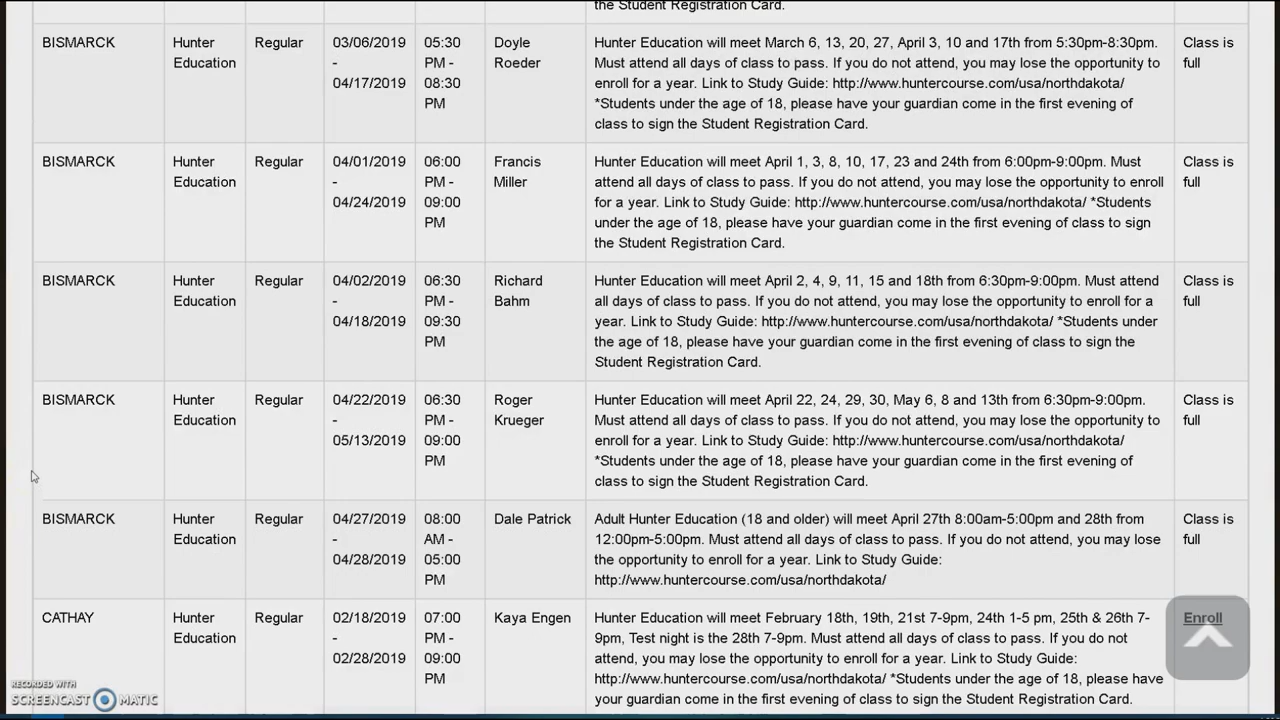 the Student Registration Card.
BISMARCK Hunter Regular 03/06/2019 05:30 Doyle Hunter Education will meet March 6, 13, 20, 27, April 3, 10 and 17th from 5:30pm-8:30pm. Class is
Education - PM - Roeder Must attend all days of class to pass. If you do not attend, you may lose the opportunity to full
04/17/2019 08:30 enroll for a year. Link to Study Guide: http://www.huntercourse.com/usa/northdakota/
PM *Students under the age of 18, please have your guardian come in the first evening of
class to sign the Student Registration Card.
BISMARCK Hunter Regular 04/01/2019 06:00 Francis Hunter Education will meet April 1, 3, 8, 10, 17, 23 and 24th from 6:00pm-9:00pm. Must Class is
Education - PM - Miller attend all days of class to pass. If you do not attend, you may lose the opportunity to enroll full
04/24/2019 09:00 for a year. Link to Study Guide: http://www.huntercourse.com/usa/northdakota/ *Students
PM under the age of 18, please have your guardian come in the first evening of class to sign
the Student Registration Card.
BISMARCK Hunter Regular 04/02/2019 06:30 Richard Hunter Education will meet April 2, 4, 9, 11, 15 and 18th from 6:30pm-9:00pm. Must attend Class is
Education - PM - Bahm all days of class to pass. If you do not attend, you may lose the opportunity to enroll for a full
04/18/2019 09:30 year. Link to Study Guide: http://www.huntercourse.com/usa/northdakota/ *Students under
PM the age of 18, please have your guardian come in the first evening of class to sign the
Student Registration Card.
BISMARCK Hunter Regular 04/22/2019 06:30 Roger Hunter Education will meet April 22, 24, 29, 30, May 6, 8 and 13th from 6:30pm-9:00pm. Class is
Education - PM - Krueger Must attend all days of class to pass. If you do not attend, you may lose the opportunity to full
05/13/2019 09:00 enroll for a year. Link to Study Guide: http://www.huntercourse.com/usa/northdakota/
PM *Students under the age of 18, please have your guardian come in the first evening of
class to sign the Student Registration Card.
BISMARCK Hunter Regular 04/27/2019 08:00 Dale Patrick Adult Hunter Education (18 and older) will meet April 27th 8:00am-5:00pm and 28th from Class is
Education - AM - 12:00pm-5:00pm. Must attend all days of class to pass. If you do not attend, you may lose full
04/28/2019 05:00 the opportunity to enroll for a year. Link to Study Guide:
PM http://www.huntercourse.com/usa/northdakota/
CATHAY Hunter Regular 02/18/2019 07:00 Kaya Engen Hunter Education will meet February 18th, 19th, 21st 7-9pm, 24th 1-5 pm, 25th & 26th 7- Enroll
Education - PM - 9pm, Test night is the 28th 7-9pm. Must attend all days of class to pass. If you do not
02/28/2019 09:00 attend, you may lose the opportunity to enroll for a year. Link to Study Guide:
PM http://www.huntercourse.com/usa/northdakota/ *Students under the age of 18, please have
your guardian come in the first evening of class to sign the Student Registration Card.
RECORDED WITH
SCREENCAST MATIC